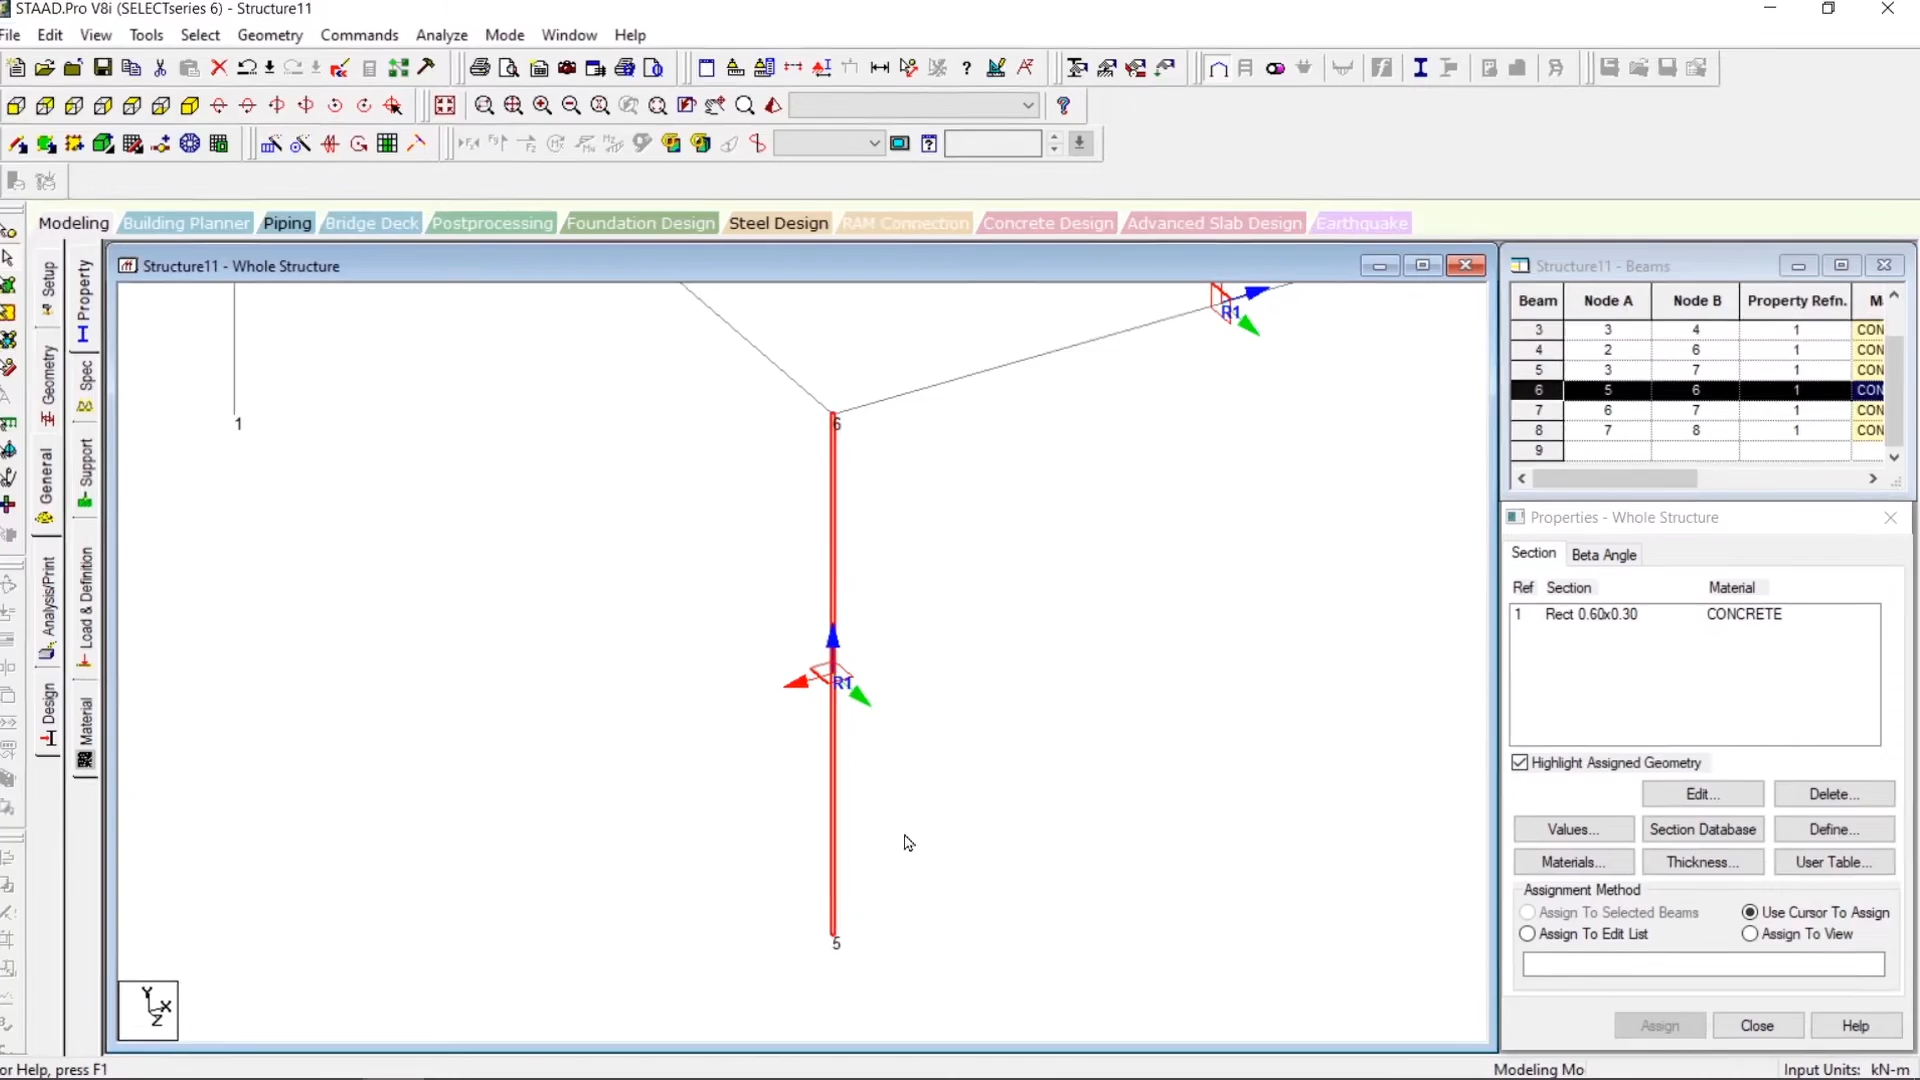 STAAD.Pro V8i (SELECTseries 6) - Structure11
File Edit View Tools Select Geometry Commands Analyze Mode Window Help
Modeling Building Planner Piping Bridge Deck Postprocessing Foundation Design Steel Design RAM Connection Concrete Design Advanced Slab Design Earthquake
Setup
Geometry
General
Analysis/Print
Design
Property
Spec
Support
Load & Definition
Material
Structure11 - Whole Structure
R1
1
6
R1
5
Y
X
Z
Structure11 - Beams
Beam Node A Node B Property Refn. M
3 3 4 1 CON
4 2 6 1 CON
5 3 7 1 CON
6 5 6 1 CON
7 6 7 1 CON
8 7 8 1 CON
9
Properties - Whole Structure
Section Beta Angle
Ref Section Material
1 Rect 0.60x0.30 CONCRETE
Highlight Assigned Geometry
Edit... Delete...
Values... Section Database Define...
Materials... Thickness... User Table...
Assignment Method
Assign To Selected Beams Use Cursor To Assign
Assign To Edit List Assign To View
Assign Close Help
or Help, press F1
Modeling Mo
Input Units: kN-m